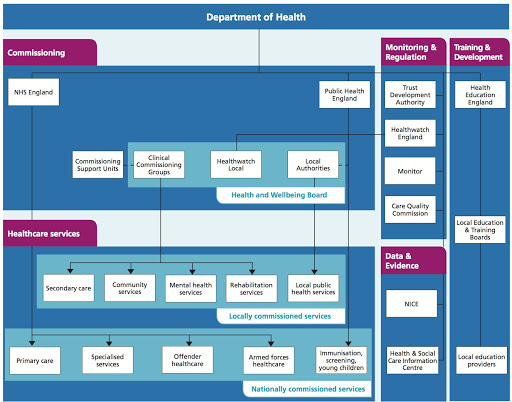 Department of Health
Commissioning
Monitoring &
Regulation
Training &
Development
NHS England
Public Health
England
Trust
Development
Authority
Health
Education
England
Healthwatch
England
Commissioning
Support Units
Clinical
Commissioning
Groups
Healthwatch
Local
Local
Authorities
Monitor
Health and Wellbeing Board
Care Quality
Commission
Healthcare services
Local Education
& Training
Boards
Data &
Evidence
Secondary care
Community
services
Mental health
services
Rehabilitation
services
Local public
health services
NICE
Locally commissioned services
Primary care
Specialised
services
Offender
healthcare
Armed forces
healthcare
Immunisation,
screening,
young children
Health & Social
Care Information
Centre
Local education
providers
Nationally commissioned services